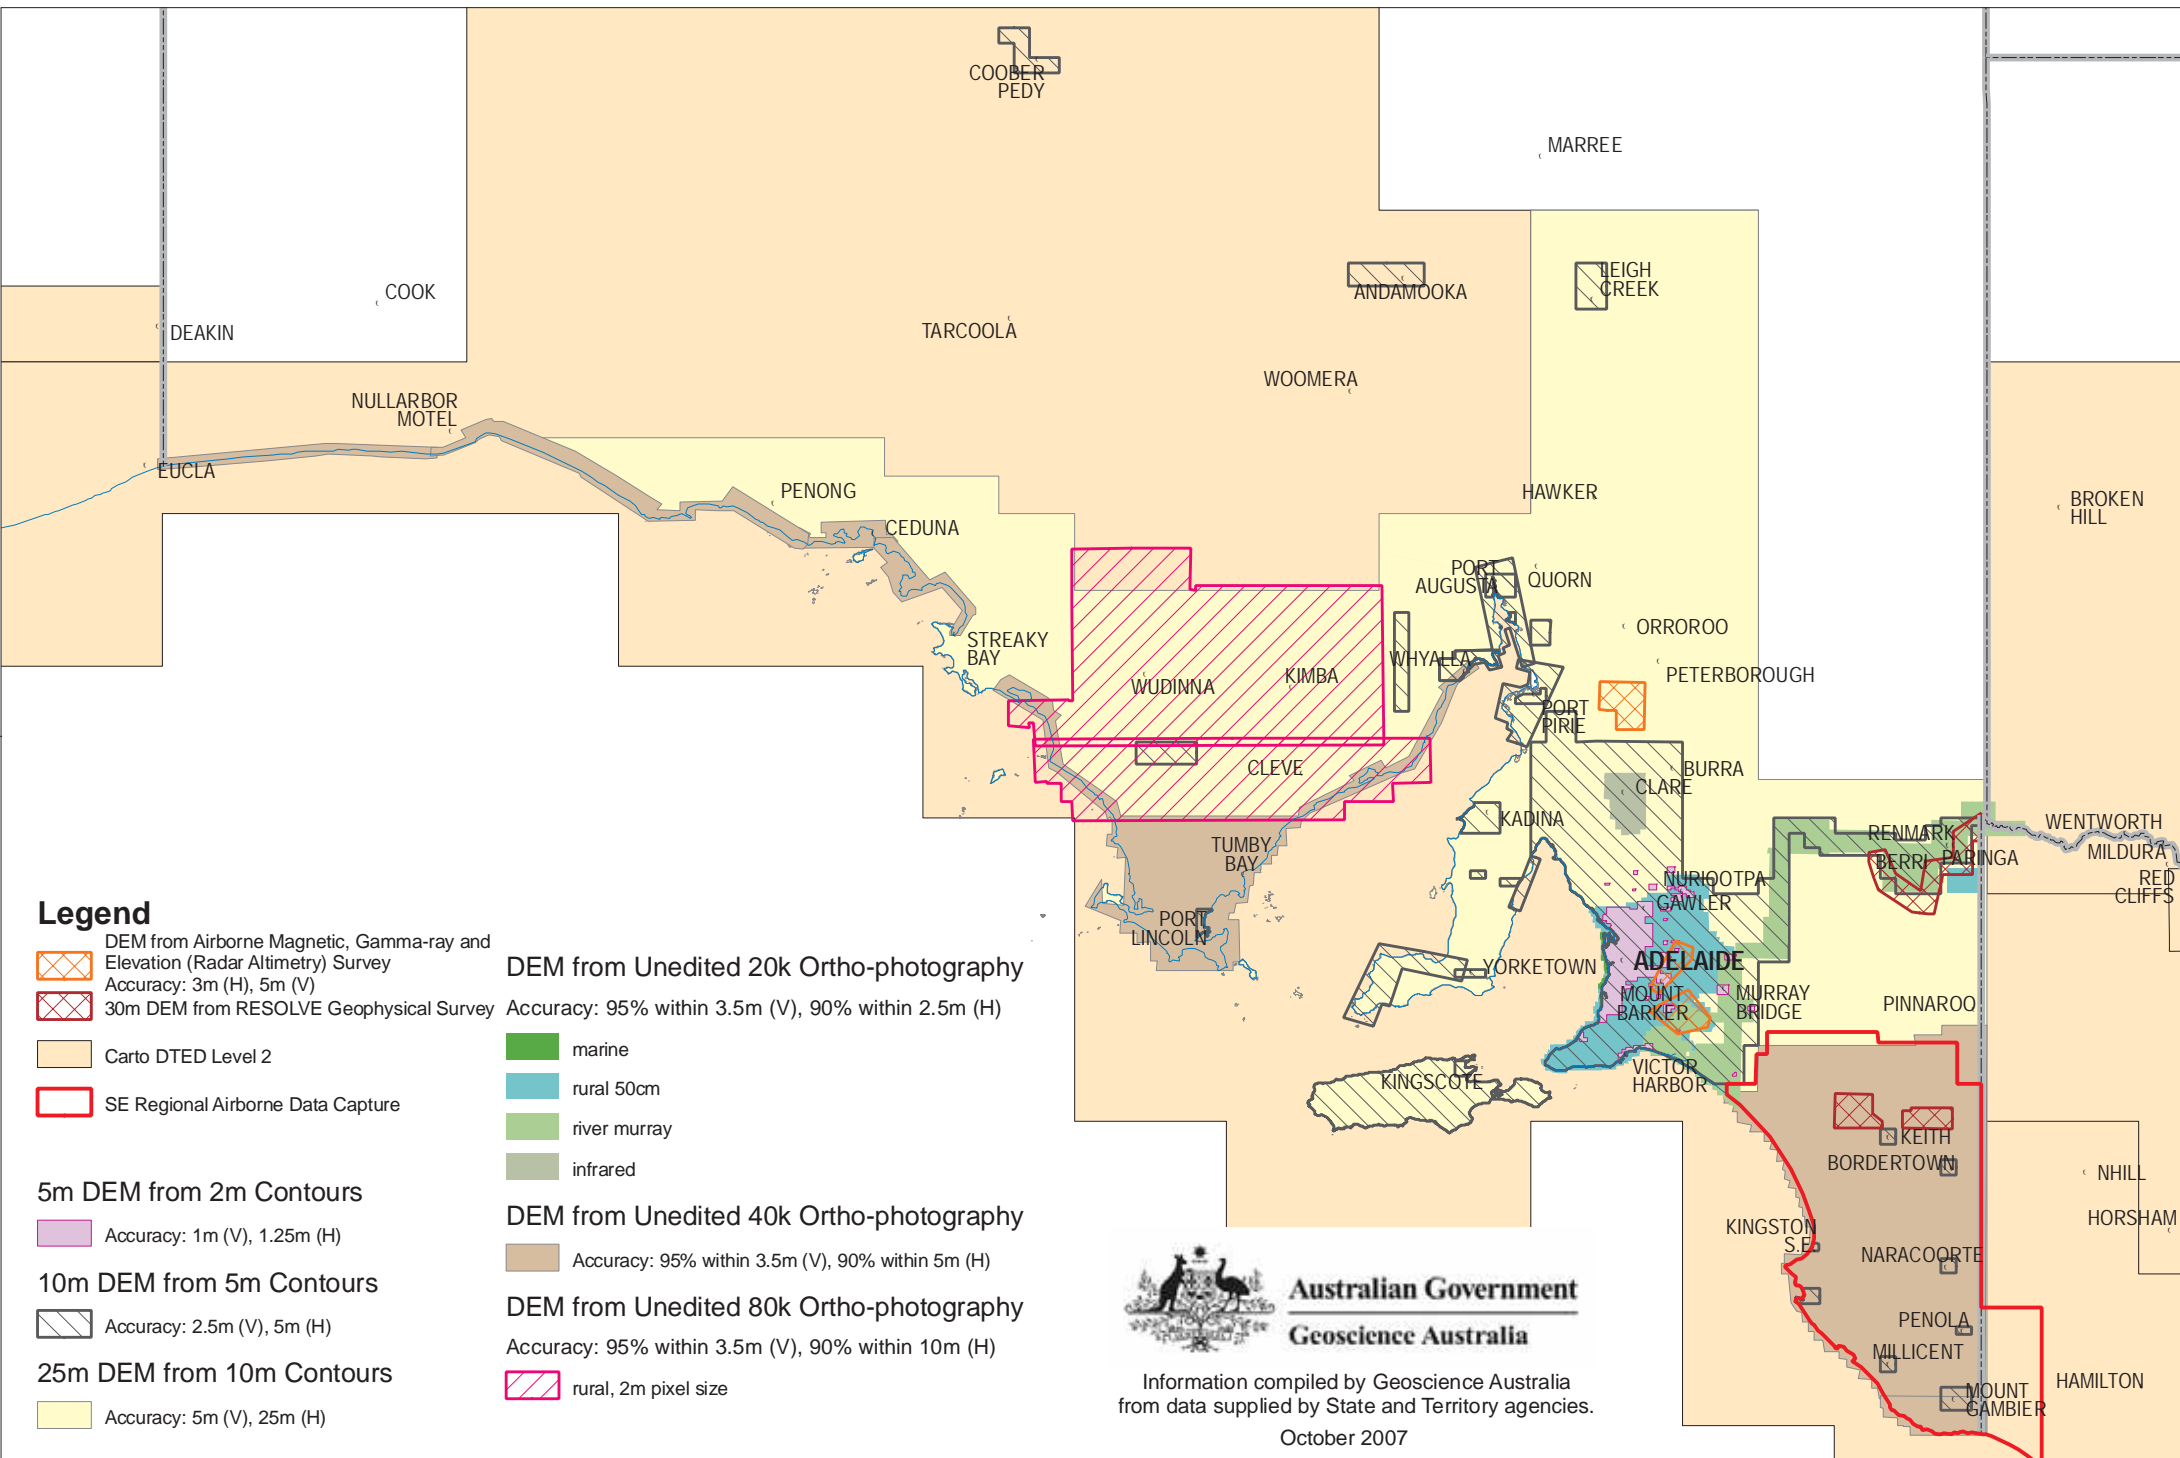 COOBER
PEDY
MARREE
COOK
DEAKIN
LEIGH
CREEK
ANDAMOOKA
TARCOOLA
WOOMERA
NULLARBOR
MOTEL
EUCLA
PENONG
CEDUNA
HAWKER
BROKEN
HILL
PORT
AUGUSTA
QUORN
STREAKY
BAY
ORROROO
WHYALLA
PETERBOROUGH
WUDINNA
KIMBA
PORT
PIRIE
CLEVE
BURRA
CLARE
KADINA
TUMBY
BAY
RENMARK
WENTWORTH
BERRI
PARINGA
MILDURA
RED
CLIFFS
NURIOOTPA
GAWLER
PORT
LINCOLN
YORKETOWN
ADELAIDE
MOUNT
BARKER
MURRAY
BRIDGE
PINNAROO
KINGSCOTE
VICTOR
HARBOR
KEITH
BORDERTOWN
NHILL
HORSHAM
KINGSTON
S.E.
NARACOORTE
PENOLA
MILLICENT
MOUNT
GAMBIER
HAMILTON
Legend
DEM from Airborne Magnetic, Gamma-ray and
Elevation (Radar Altimetry) Survey
Accuracy: 3m (H), 5m (V)
30m DEM from RESOLVE Geophysical Survey
Carto DTED Level 2
SE Regional Airborne Data Capture
5m DEM from 2m Contours
Accuracy: 1m (V), 1.25m (H)
10m DEM from 5m Contours
Accuracy: 2.5m (V), 5m (H)
25m DEM from 10m Contours
Accuracy: 5m (V), 25m (H)
DEM from Unedited 20k Ortho-photography
Accuracy: 95% within 3.5m (V), 90% within 2.5m (H)
marine
rural 50cm
river murray
infrared
DEM from Unedited 40k Ortho-photography
Accuracy: 95% within 3.5m (V), 90% within 5m (H)
DEM from Unedited 80k Ortho-photography
Accuracy: 95% within 3.5m (V), 90% within 10m (H)
rural, 2m pixel size
Australian Government
Geoscience Australia
Information compiled by Geoscience Australia
from data supplied by State and Territory agencies.
October 2007